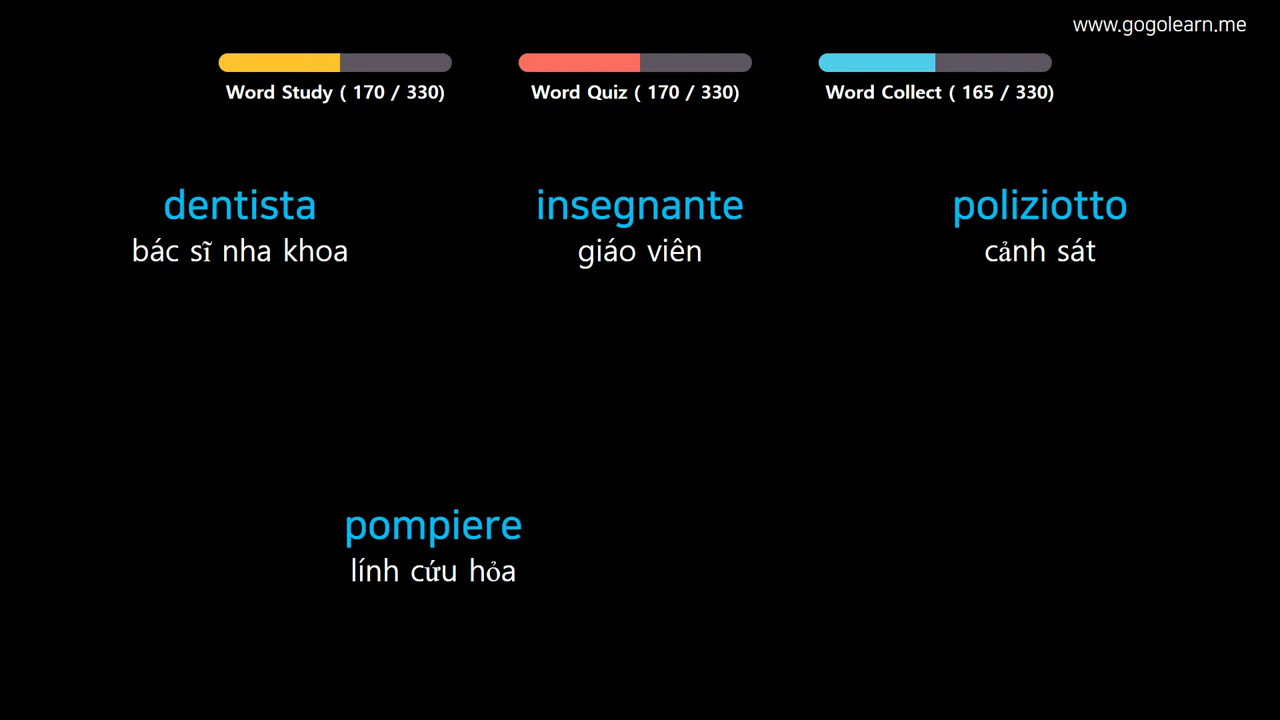 www.gogolearn.me
Word Study ( 170 / 330)
Word Quiz ( 170 / 330)
Word Collect ( 165 / 330)
dentista
bác sĩ nha khoa
insegnante
giáo viên
poliziotto
cảnh sát
pompiere
lính cứu hỏa